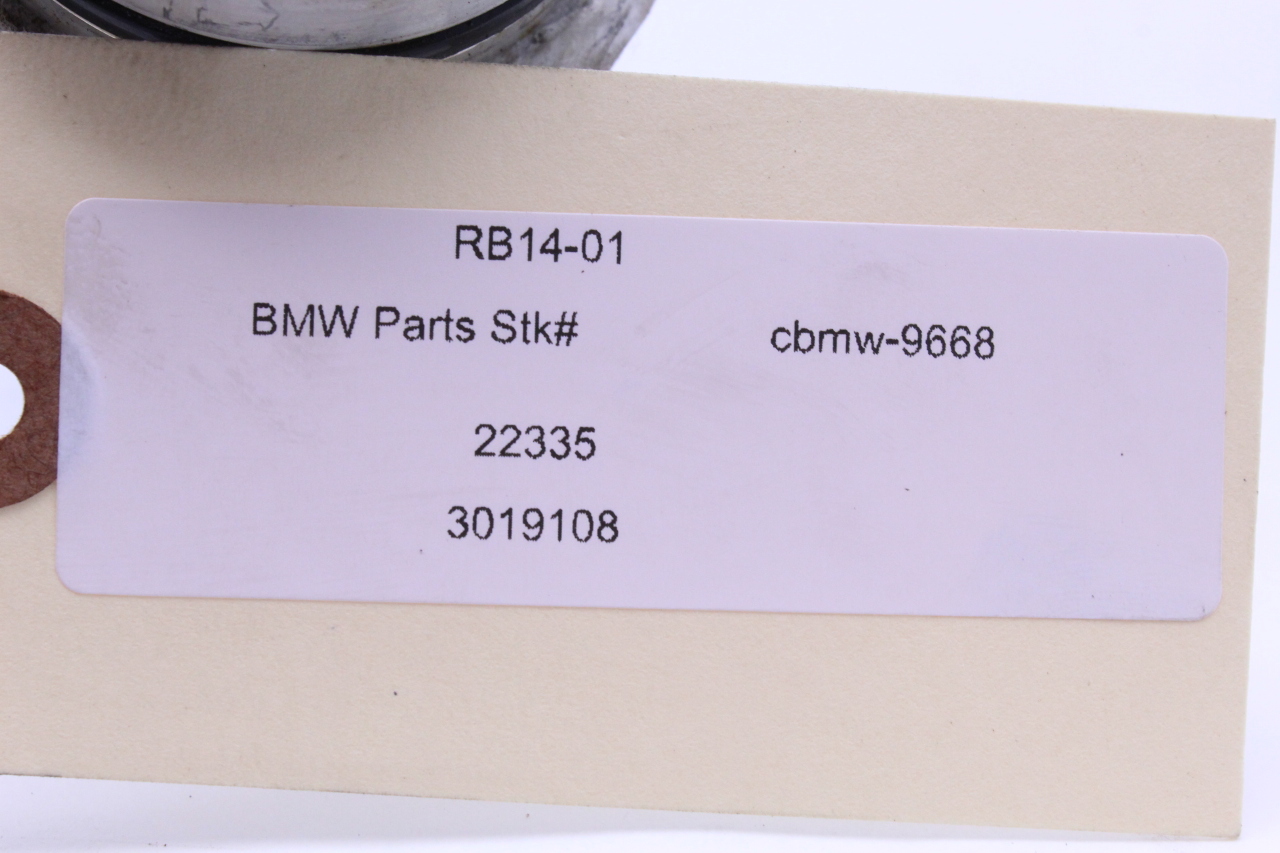 RB14-01
BMW Parts Stk# cbmw-9668
22335
3019108